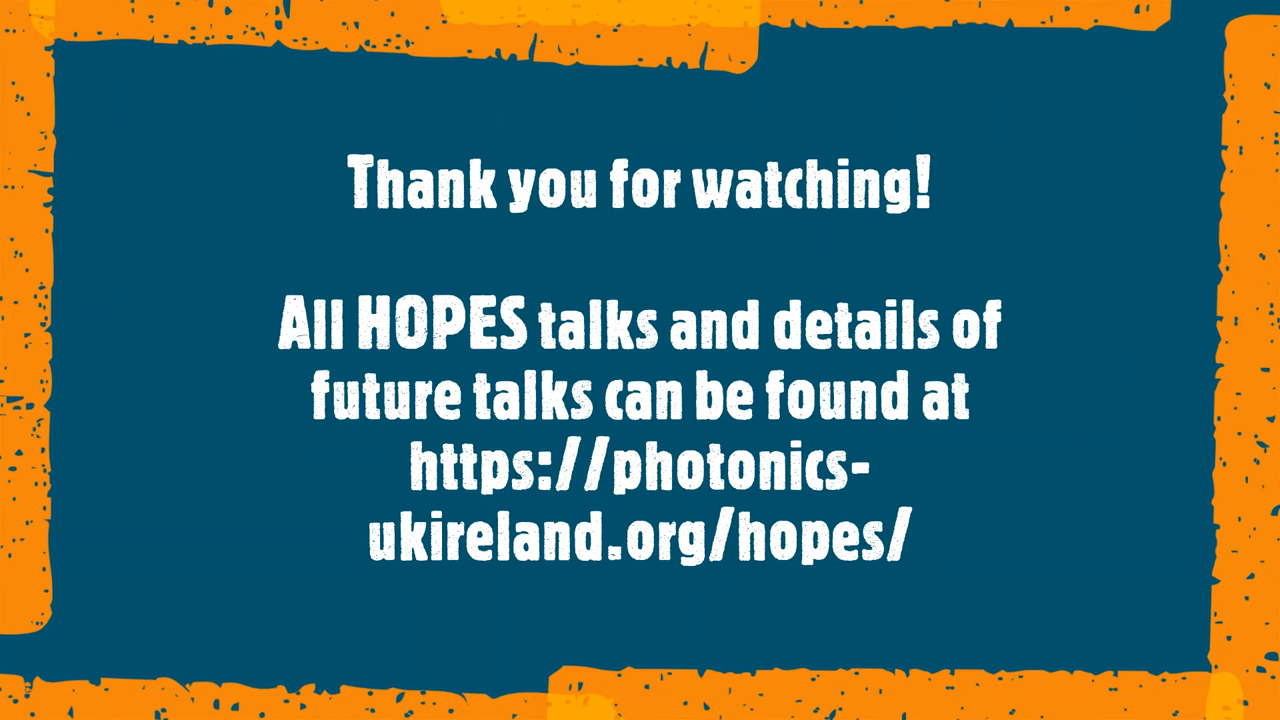 Thank you for watching!
All HOPES talks and details of
future talks can be found at
https://photonics-
ukireland.org/hopes/